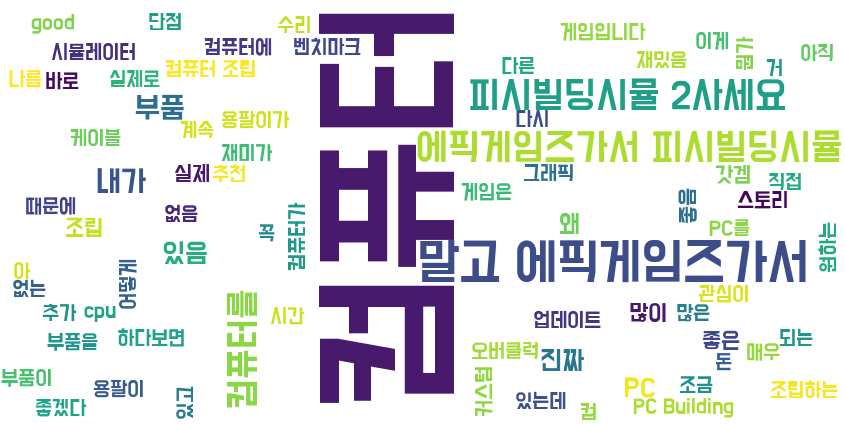 good
단점
수리
시뮬레이터
컴퓨터에
벤치마크
나름
바로
실제로
컴퓨터 조립
부품
케이블
계속
용팔이가
재미가
내가
실제
추천
때문에
조립
없음
꼭
컴퓨터가
있음
아
없는
어떻게
추가
cpu
컴퓨터를
시간
부품을
하다보면
부품이
용팔이
좋겠다
있고
컴퓨터
게임입니다
이게
뭔가
아직
다른
재밌음
거
피시빌딩시뮬 2사세요
다시
에픽게임즈가서 피시빌딩시뮬
그래픽
갓겜
직접
게임은
좋음
스토리
왜
PC를
원하는
말고 에픽게임즈가서
관심이
업데이트
많이
많은
오버클럭
진짜
좋은
돈
매우
되는
커스텀
있는데
컴
PC
조금
조립하는
PC Building